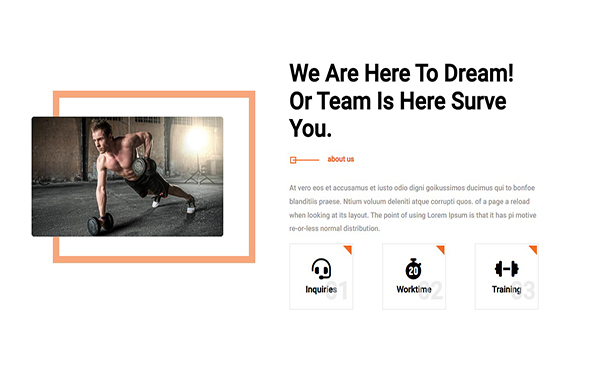 We Are Here To Dream!
Or Team Is Here Surve
You.
about us
At vero eos et accusamus et iusto odio digni goikussimos ducimus qui to bonfoe
blanditiis praese. Ntium voluum deleniti atque corrupti quos. of a page a reload
when looking at its layout. The point of using Lorem Ipsum is that it has pi motive
re-or-less normal distribution.
20
Inquiries 01
Worktime 02
Training 03